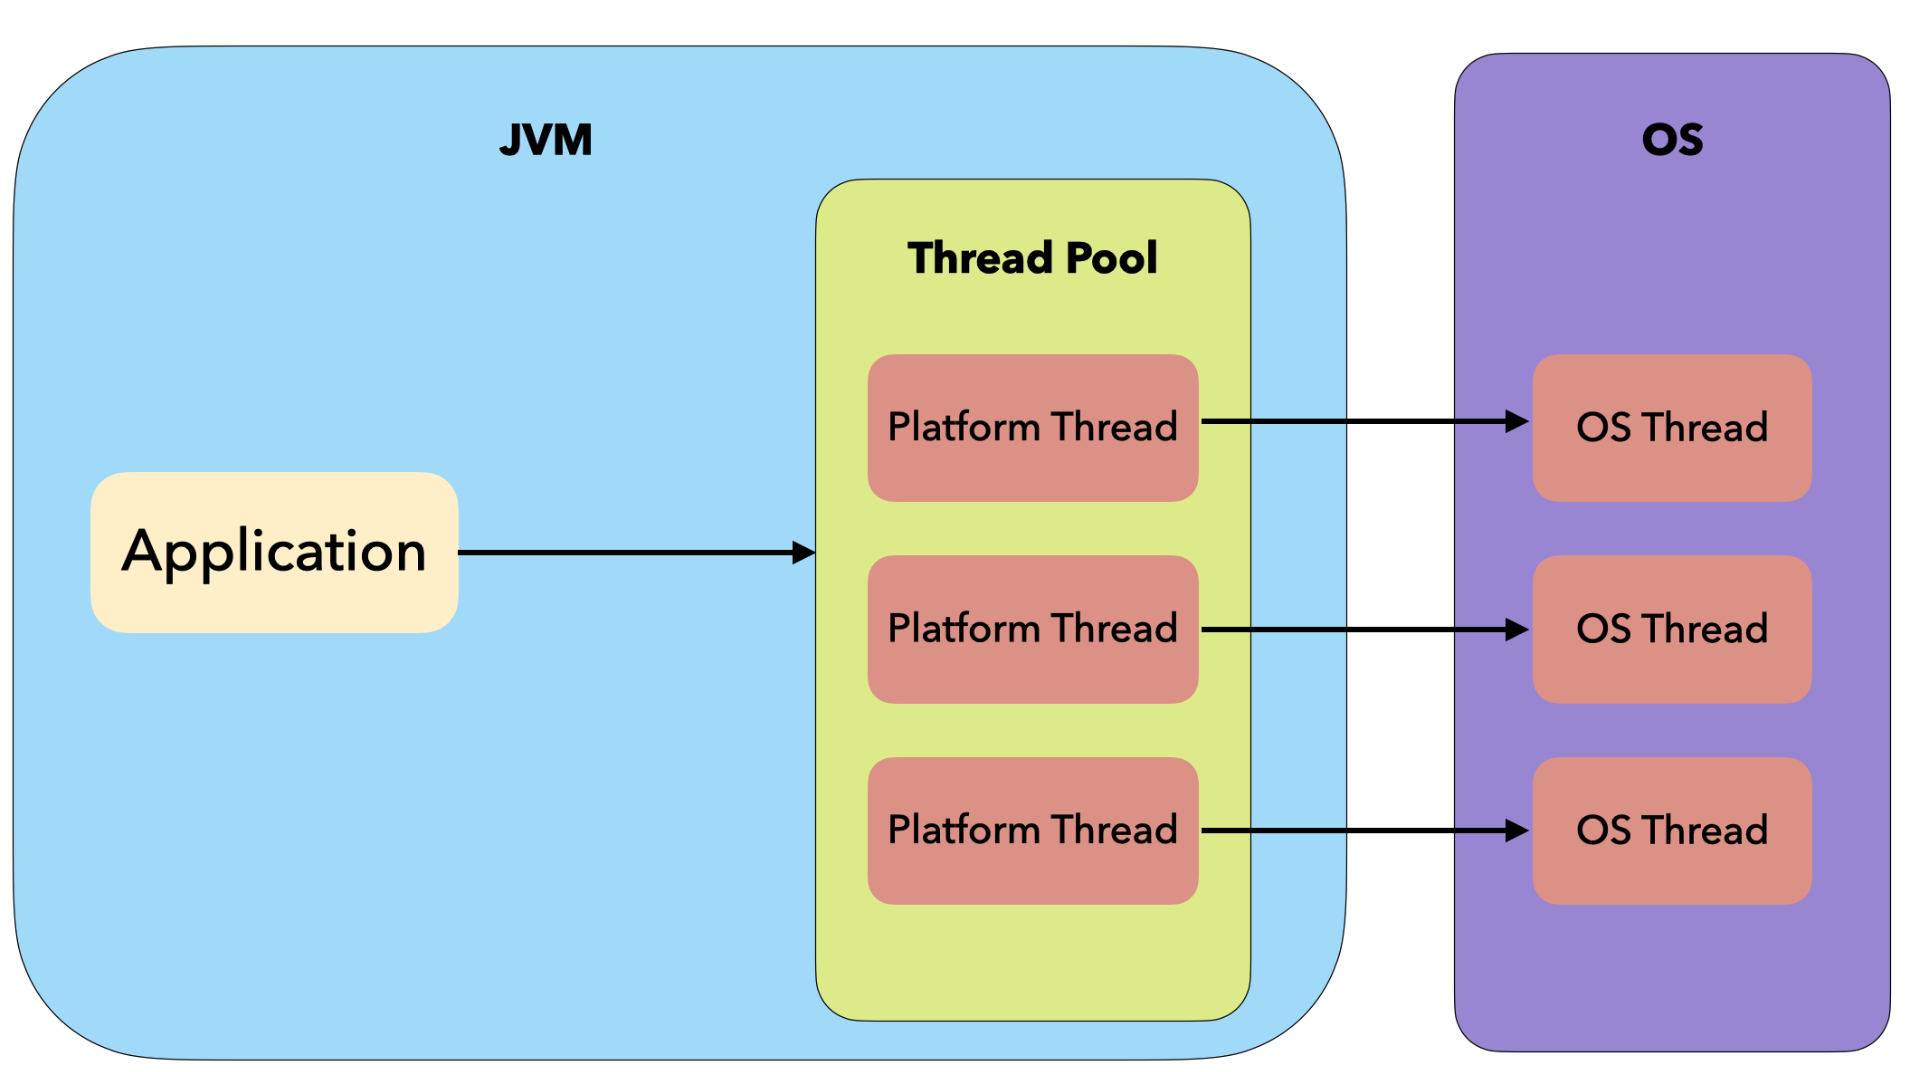 JVM
OS
Thread Pool
Platform Thread
OS Thread
Application
Platform Thread
OS Thread
Platform Thread
OS Thread